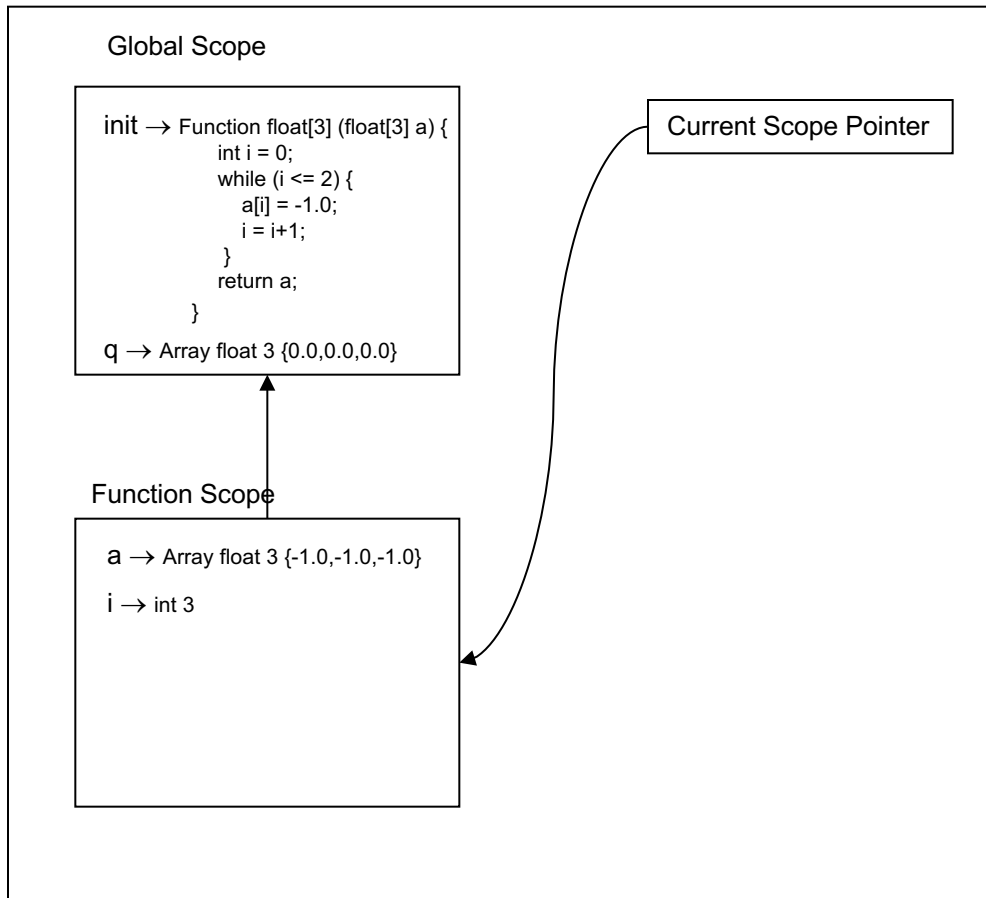 Global Scope
init → Function float[3] (float[3] a) {
int i = 0;
while (i <= 2) {
a[i] = -1.0;
i = i+1;
}
return a;
}
q → Array float 3 {0.0,0.0,0.0}
Current Scope Pointer
Function Scope
a → Array float 3 {-1.0,-1.0,-1.0}
i → int 3